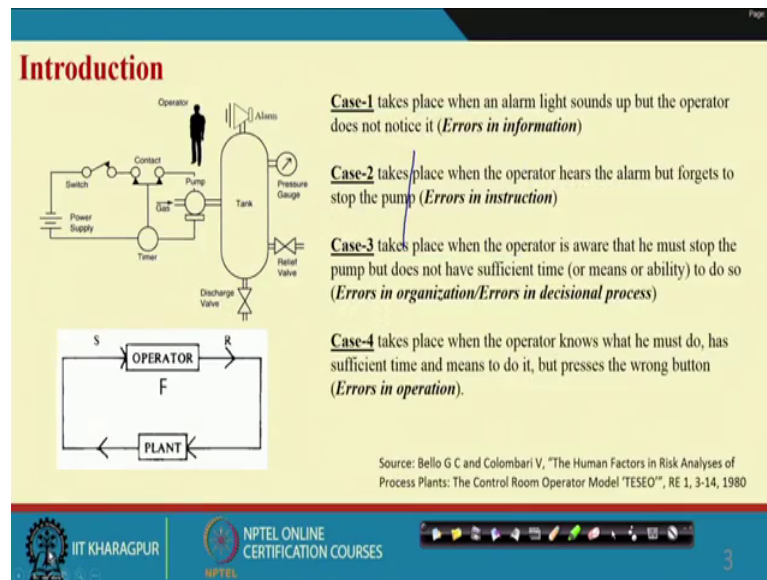 Page
Introduction
Operator
Alarm
Contact
Switch
Pump
Gas
Tank
Pressure
Gauge
Power
Supply
Timer
Relief
Valve
Discharge
Valve
S
R
OPERATOR
F
PLANT
Case-1 takes place when an alarm light sounds up but the operator
does not notice it (Errors in information)
Case-2 takes place when the operator hears the alarm but forgets to
stop the pump (Errors in instruction)
Case-3 takes place when the operator is aware that he must stop the
pump but does not have sufficient time (or means or ability) to do so
(Errors in organization/Errors in decisional process)
Case-4 takes place when the operator knows what he must do, has
sufficient time and means to do it, but presses the wrong button
(Errors in operation).
Source: Bello G C and Colombari V, "The Human Factors in Risk Analyses of
Process Plants: The Control Room Operator Model 'TESEO'", RE 1, 3-14, 1980
IIT KHARAGPUR
NPTEL
NPTEL ONLINE
CERTIFICATION COURSES
3